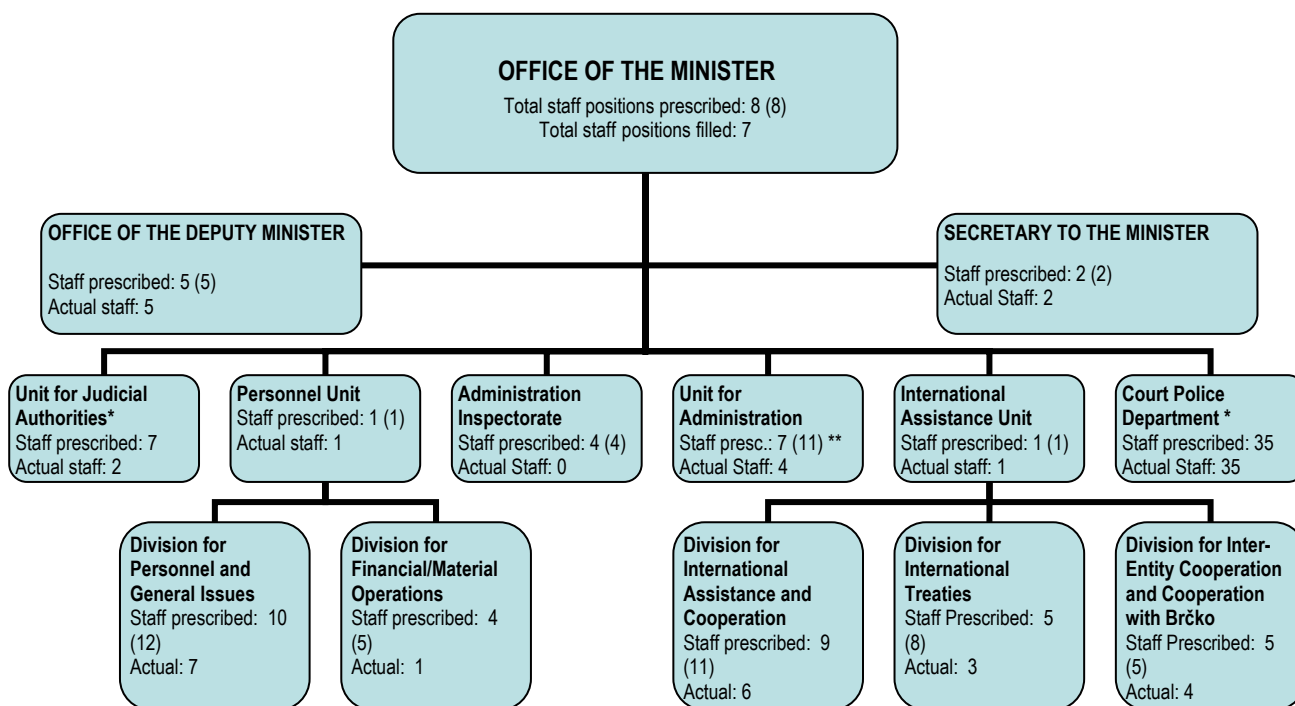 OFFICE OF THE MINISTER
Total staff positions prescribed: 8 (8)
Total staff positions filled: 7
OFFICE OF THE DEPUTY MINISTER
Staff prescribed: 5 (5)
Actual staff: 5
SECRETARY TO THE MINISTER
Staff prescribed: 2 (2)
Actual Staff: 2
Unit for Judicial
Authorities*
Staff prescribed: 7
Actual staff: 2
Personnel Unit
Staff prescribed: 1 (1)
Actual staff: 1
Administration
Inspectorate
Staff prescribed: 4 (4)
Actual Staff: 0
Unit for
Administration
Staff presc.: 7 (11) **
Actual Staff: 4
International
Assistance Unit
Staff prescribed: 1 (1)
Actual staff: 1
Court Police
Department *
Staff prescribed: 35
Actual Staff: 35
Division for
Personnel and
General Issues
Staff prescribed: 10
(12)
Actual: 7
Division for
Financial/Material
Operations
Staff prescribed: 4
(5)
Actual: 1
Division for
International
Assistance and
Cooperation
Staff prescribed: 9
(11)
Actual: 6
Division for
International
Treaties
Staff Prescribed: 5
(8)
Actual: 3
Division for Inter-
Entity Cooperation
and Cooperation
with Brčko
Staff Prescribed: 5
(5)
Actual: 4